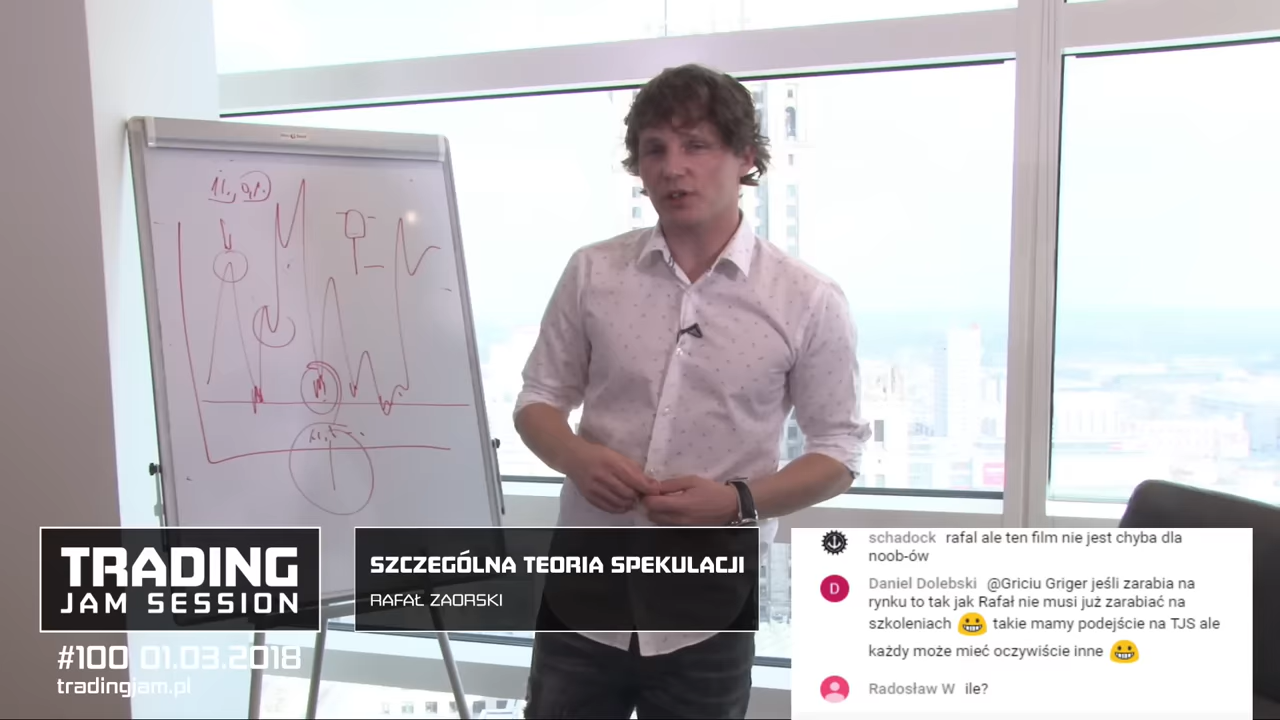 TRADING
JAM SESSION
#100 01.03.2018
tradingjam.pl
SZCZEGÓLNA TEORIA SPEKULACJI
RAFAŁ ZAORSKI
schadock rafal ale ten film nie jest chyba dla
noob-ów
D
Daniel Dolebski @Griciu Griger jeśli zarabia na
rynku to tak jak Rafał nie musi już zarabiać na
szkoleniach 😀 takie mamy podejście na TJS ale
każdy może mieć oczywiście inne 😀
Radosław W ile?